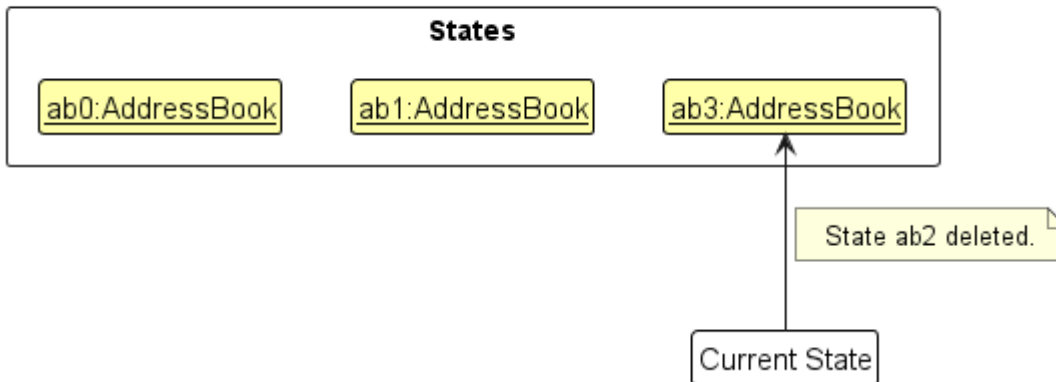 States
ab0:AddressBook ab1:AddressBook ab3:AddressBook
State ab2 deleted.
Current State